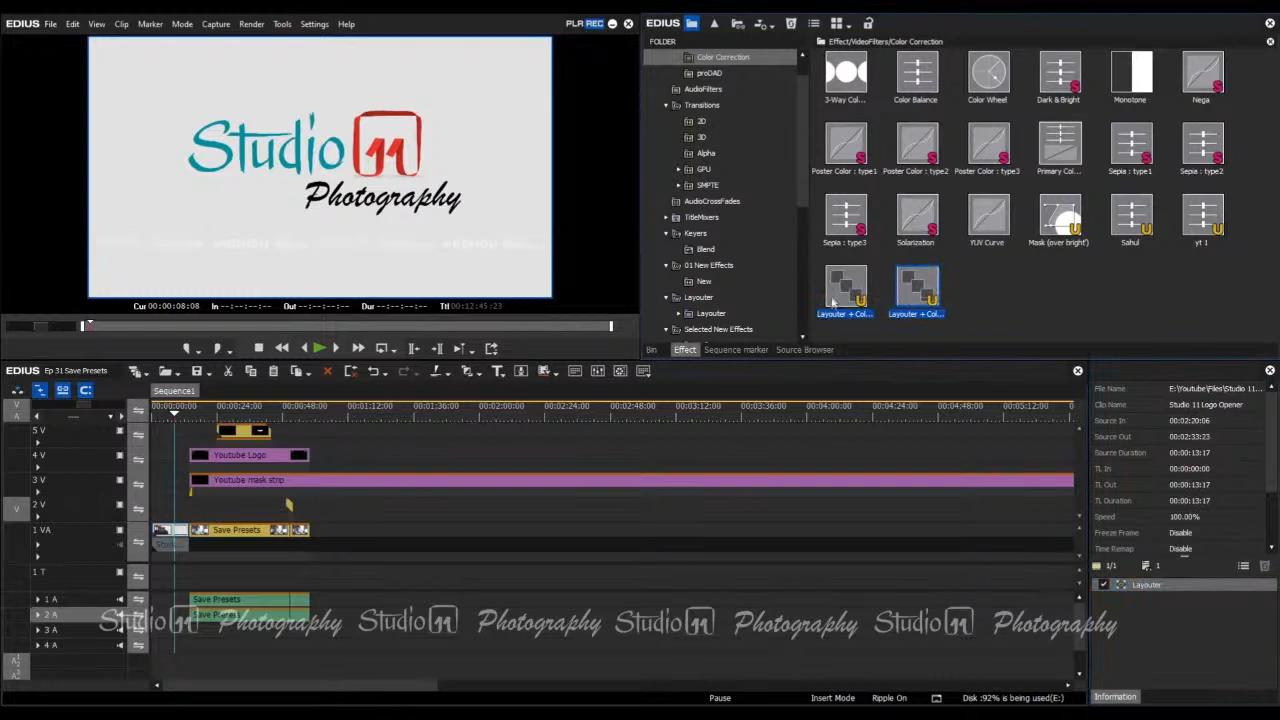 EDIUS File Edit View Clip Marker Mode Capture Render Tools Settings Help PLR REC
Studio 11
Photography
Cur 00:00:08:08 In --:--:--:-- Out --:--:--:-- Dur --:--:--:-- Ttl 00:12:45:23
EDIUS
FOLDER
Effect/VideoFilters/Color Correction
Color Correction
proDAD
AudioFilters
Transitions
2D
3D
Alpha
GPU
SMPTE
AudioCrossFades
TitleMixers
Keyers
Blend
01 New Effects
New
Layouter
Layouter
Selected New Effects
3-Way Col... Color Balance Color Wheel Dark & Bright Monotone Nega
Poster Color : type1 Poster Color : type2 Poster Color : type3 Primary Col... Sepia : type1 Sepia : type2
Sepia : type3 Solarization YUV Curve Mask (over bright') Sahul yt 1
Layouter + Col... Layouter + Col...
Bin Effect Sequence marker Source Browser
EDIUS Ep 31 Save Presets
Sequence1
00:00:00:00 00:00:24:00 00:00:48:00 00:01:12:00 00:01:36:00 00:02:00:00 00:02:24:00 00:02:48:00 00:03:12:00 00:03:36:00 00:04:00:00 00:04:24:00 00:04:48:00 00:05:12:00
V
A
5 V
4 V Youtube Logo
3 V Youtube mask strip
V 2 V
1 VA Save Presets
1 T
1 A Save Presets
2 A Save Presets
3 A
4 A
Studio 11 Photography Studio 11 Photography Studio 11 Photography Studio 11 Photography
File Name E:\Youtube\Files\Studio 11...
Clip Name Studio 11 Logo Opener
Source In 00:02:20:06
Source Out 00:02:33:23
Source Duration 00:00:13:17
TL In 00:00:00:00
TL Out 00:00:13:17
TL Duration 00:00:13:17
Speed 100.00%
Freeze Frame Disable
Time Remap Disable
1/1 1
Layouter
Information
Pause Insert Mode Ripple On Disk :92% is being used(E:)